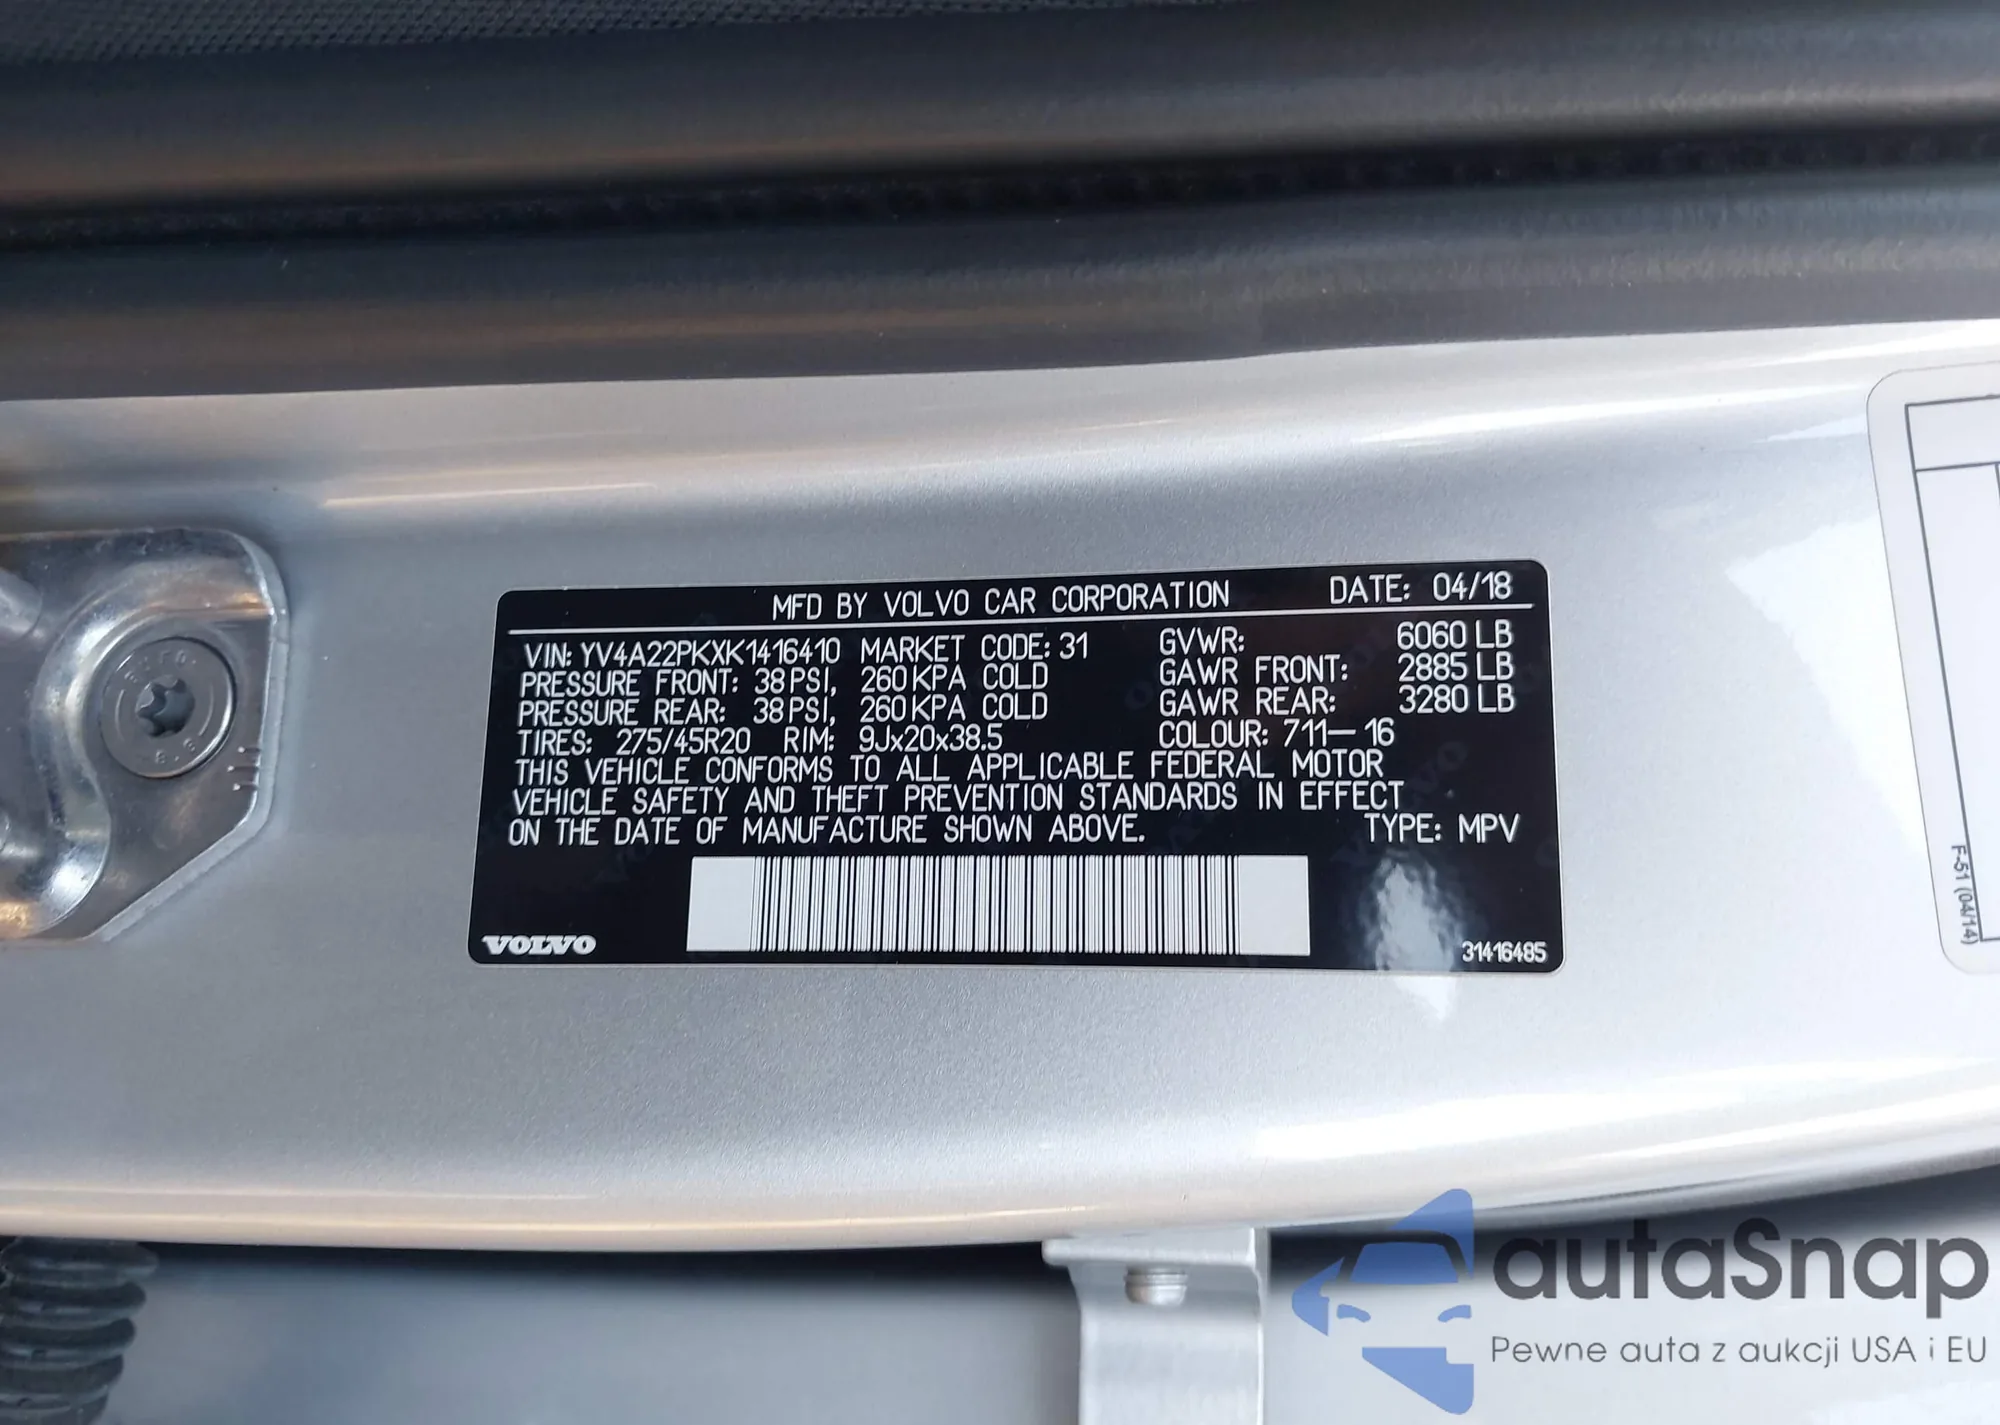 MFD BY VOLVO CAR CORPORATION DATE: 04/18
VIN: YV4A22PKXK1416410 MARKET CODE: 31 GVWR: 6060 LB
PRESSURE FRONT: 38 PSI, 260 KPA COLD GAWR FRONT: 2885 LB
PRESSURE REAR: 38 PSI, 260 KPA COLD GAWR REAR: 3280 LB
TIRES: 275/45R20 RIM: 9Jx20x38.5 COLOUR: 711-16
THIS VEHICLE CONFORMS TO ALL APPLICABLE FEDERAL MOTOR
VEHICLE SAFETY AND THEFT PREVENTION STANDARDS IN EFFECT
ON THE DATE OF MANUFACTURE SHOWN ABOVE. TYPE: MPV
VOLVO 31416485
F-51 (04/14)
autaSnap
Pewne auta z aukcji USA i EU